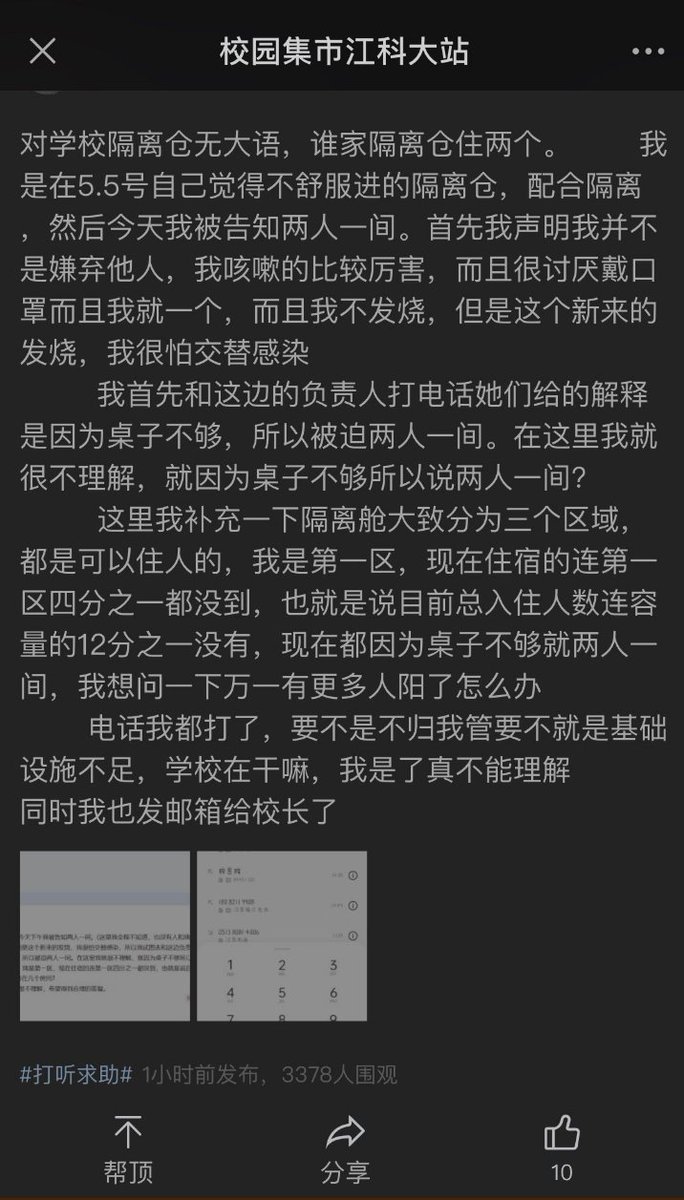 校园集市江科大站
对学校隔离仓无大语，谁家隔离仓住两个。 我
是在5.5号自己觉得不舒服进的隔离仓，配合隔离
，然后今天我被告知两人一间。首先我声明我并不
是嫌弃他人，我咳嗽的比较厉害，而且很讨厌戴口
罩而且我就一个，而且我不发烧，但是这个新来的
发烧，我很怕交替感染
我首先和这边的负责人打电话她们给的解释
是因为桌子不够，所以被迫两人一间。在这里我就
很不理解，就因为桌子不够所以说两人一间？
这里我补充一下隔离舱大致分为三个区域，
都是可以住人的，我是第一区，现在住宿的连第一
区四分之一都没到，也就是说目前总入住人数连容
量的12分之一没有，现在都因为桌子不够就两人一
间，我想问一下万一有更多人阳了怎么办
电话我都打了，要不是不归我管要不就是基础
设施不足，学校在干嘛，我是了真不能理解
同时我也发邮箱给校长了
1 2 3
4 5 6
7 8 9
#打听求助# 1小时前发布，3378人围观
帮顶 分享 10